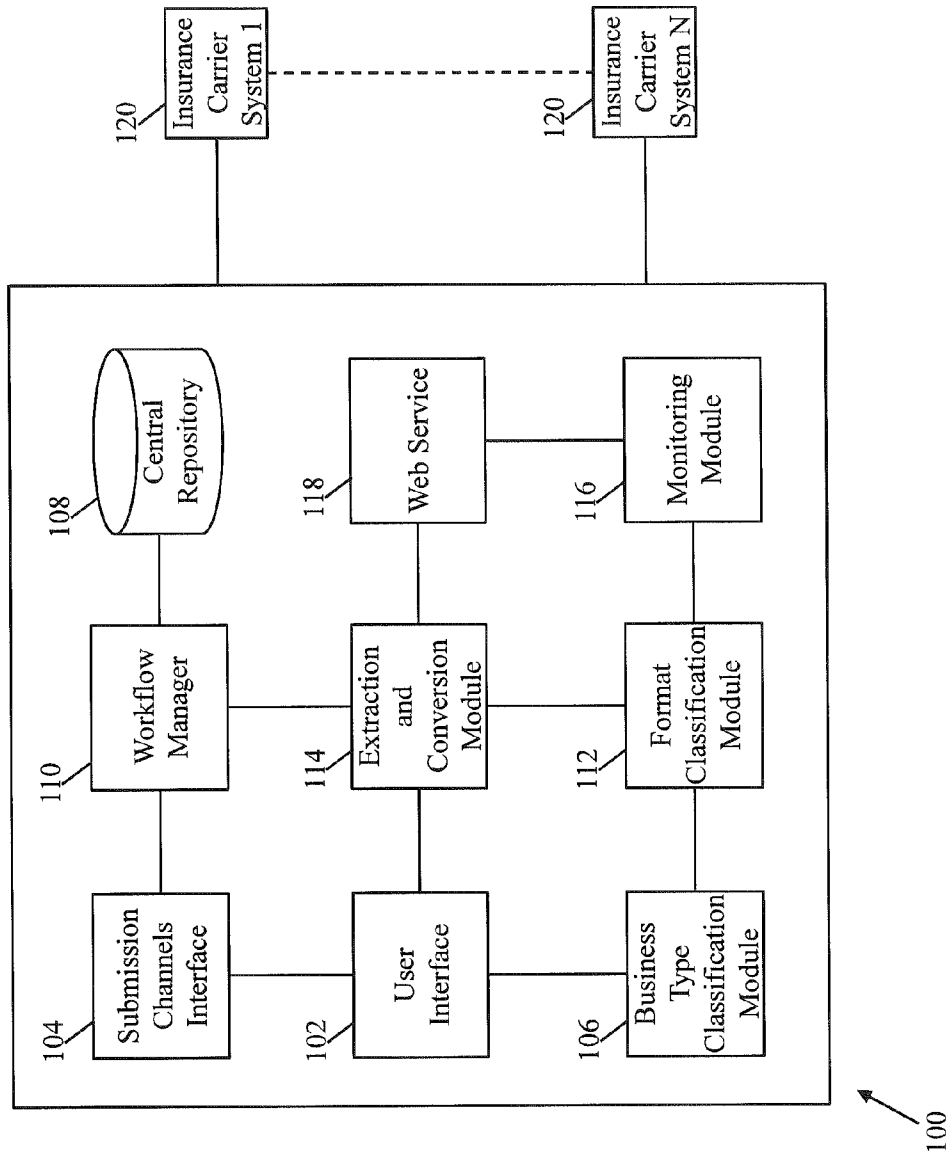 104
Submission
Channels
Interface
110
Workflow
Manager
108
Central
Repository
120
Insurance
Carrier
System 1
102
User
Interface
114
Extraction
and
Conversion
Module
118
Web Service
106
Business
Type
Classification
Module
112
Format
Classification
Module
116
Monitoring
Module
120
Insurance
Carrier
System N
100